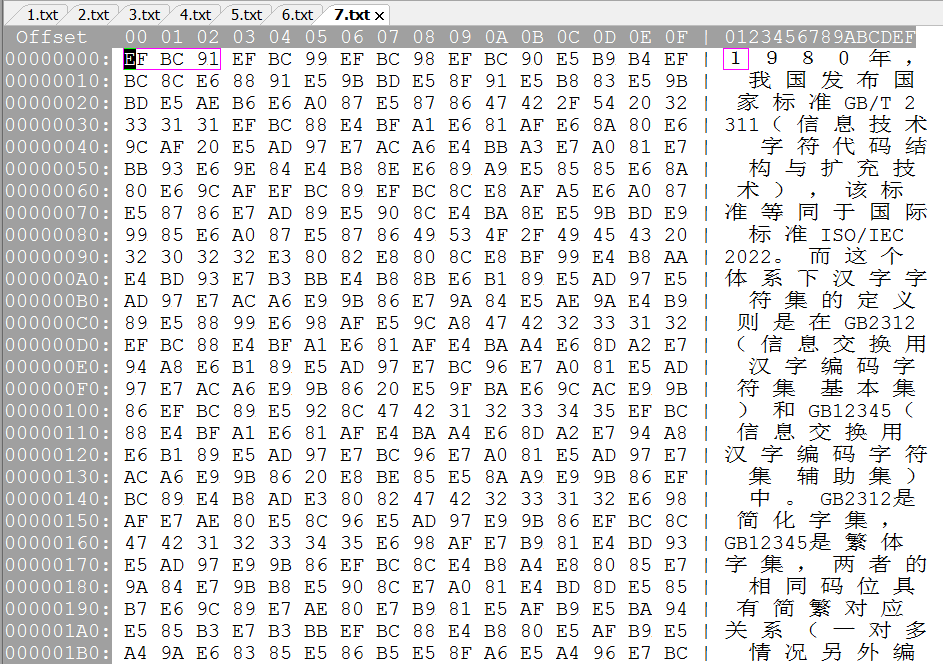 1.txt 2.txt 3.txt 4.txt 5.txt 6.txt 7.txt ×
Offset 00 01 02 03 04 05 06 07 08 09 0A 0B 0C 0D 0E 0F 0123456789ABCDEF
00000000: EF BC 91 EF BC 99 EF BC 98 EF BC 90 E5 B9 B4 EF | 1980年,
00000010: BC 8C E6 88 91 E5 9B BD E5 8F 91 E5 B8 83 E5 9B | 我国发布国
00000020: BD E5 AE B6 E6 A0 87 E5 87 86 47 42 2F 54 20 32 | 家标准GB/T 2
00000030: 33 31 31 EF BC 88 E4 BF A1 E6 81 AF E6 8A 80 E6 | 311(信息技术
00000040: 9C AF 20 E5 AD 97 E7 AC A6 E4 BB A3 E7 A0 81 E7 | 字符代码结
00000050: BB 93 E6 9E 84 E4 B8 8E E6 89 A9 E5 85 85 E6 8A | 构与扩充技
00000060: 80 E6 9C AF EF BC 89 EF BC 8C E8 AF A5 E6 A0 87 | 术),该标
00000070: E5 87 86 E7 AD 89 E5 90 8C E4 BA 8E E5 9B BD E9 | 准等同于国际
00000080: 99 85 E6 A0 87 E5 87 86 49 53 4F 2F 49 45 43 20 | 标准ISO/IEC
00000090: 32 30 32 32 E3 80 82 E8 80 8C E8 BF 99 E4 B8 AA | 2022。而这个
000000A0: E4 BD 93 E7 B3 BB E4 B8 8B E6 B1 89 E5 AD 97 E5 | 体系下汉字字
000000B0: AD 97 E7 AC A6 E9 9B 86 E7 9A 84 E5 AE 9A E4 B9 | 符集的定义
000000C0: 89 E5 88 99 E6 98 AF E5 9C A8 47 42 32 33 31 32 | 则是在GB2312
000000D0: EF BC 88 E4 BF A1 E6 81 AF E4 BA A4 E6 8D A2 E7 | (信息交换用
000000E0: 94 A8 E6 B1 89 E5 AD 97 E7 BC 96 E7 A0 81 E5 AD | 汉字编码字
000000F0: 97 E7 AC A6 E9 9B 86 20 E5 9F BA E6 9C AC E9 9B | 符集 基本集
00000100: 86 EF BC 89 E5 92 8C 47 42 31 32 33 34 35 EF BC | )和GB12345(
00000110: 88 E4 BF A1 E6 81 AF E4 BA A4 E6 8D A2 E7 94 A8 | 信息交换用
00000120: E6 B1 89 E5 AD 97 E7 BC 96 E7 A0 81 E5 AD 97 E7 | 汉字编码字符
00000130: AC A6 E9 9B 86 20 E8 BE 85 E5 8A A9 E9 9B 86 EF | 集 辅助集)
00000140: BC 89 E4 B8 AD E3 80 82 47 42 32 33 31 32 E6 98 | 中。GB2312是
00000150: AF E7 AE 80 E5 8C 96 E5 AD 97 E9 9B 86 EF BC 8C | 简化字集,
00000160: 47 42 31 32 33 34 35 E6 98 AF E7 B9 81 E4 BD 93 | GB12345是繁体
00000170: E5 AD 97 E9 9B 86 EF BC 8C E4 B8 A4 E8 80 85 E7 | 字集,两者的
00000180: 9A 84 E7 9B B8 E5 90 8C E7 A0 81 E4 BD 8D E5 85 | 相同码位具
00000190: B7 E6 9C 89 E7 AE 80 E7 B9 81 E5 AF B9 E5 BA 94 | 有简繁对应
000001A0: E5 85 B3 E7 B3 BB EF BC 88 E4 B8 80 E5 AF B9 E5 | 关系(一对多
000001B0: A4 9A E6 83 85 E5 86 B5 E5 8F A6 E5 A4 96 E7 BC | 情况另外编